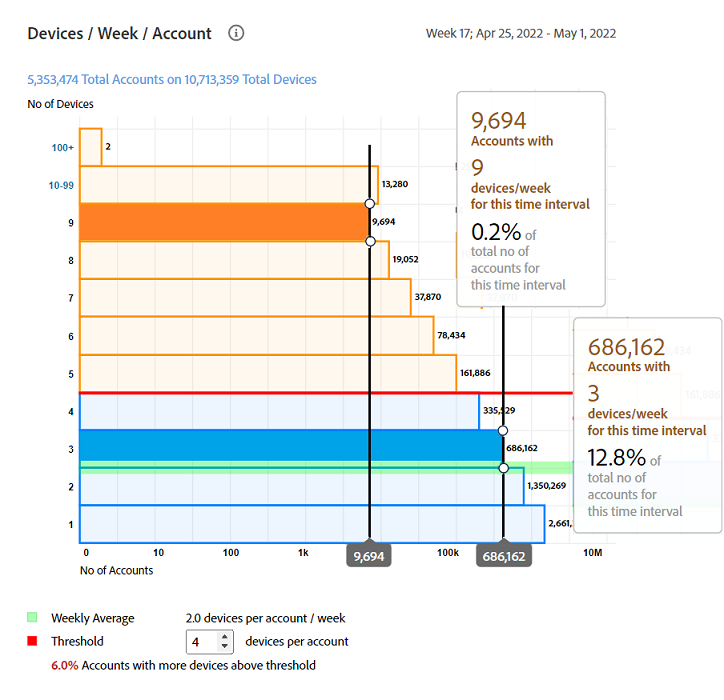 Devices / Week / Account
Week 17; Apr 25, 2022 - May 1, 2022
5,353,474 Total Accounts on 10,713,359 Total Devices
No of Devices
100+ 2
10-99 13,280
9 9,694
8 19,052
7 37,870
6 78,434
5 161,886
4 335,529
3 686,162
2 1,350,269
1 2,661,
9,694
Accounts with
9
devices/week
for this time interval
0.2% of
total no of
accounts for
this time interval
686,162
Accounts with
3
devices/week
for this time interval
12.8% of
total no of
accounts for
this time interval
0 10 100 1k 9,694 100k 686,162 10M
No of Accounts
Weekly Average 2.0 devices per account / week
Threshold 4 devices per account
6.0% Accounts with more devices above threshold